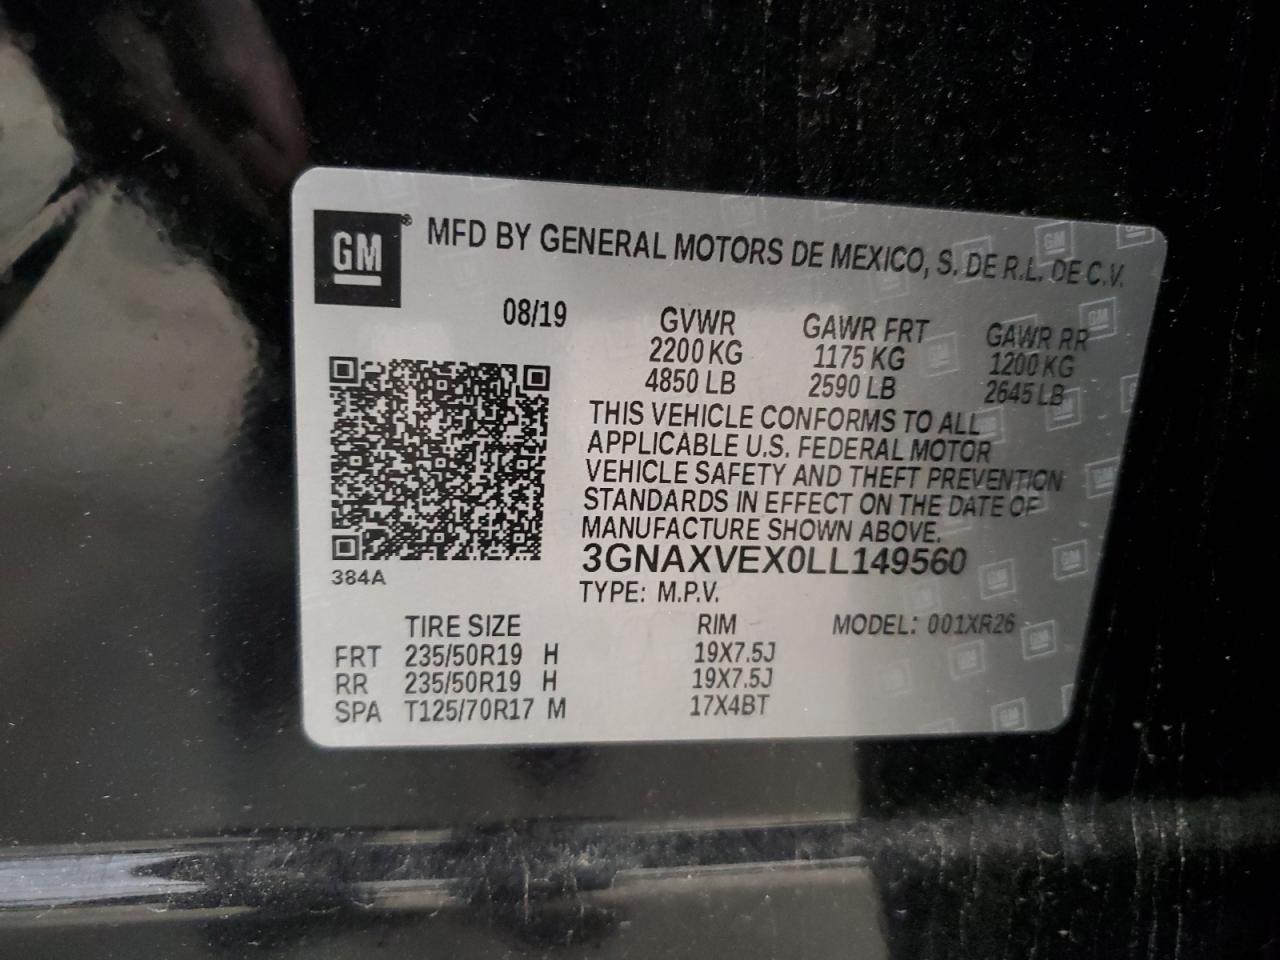 GM® MFD BY GENERAL MOTORS DE MEXICO, S. DE R.L. DE C.V.
08/19 GVWR GAWR FRT GAWR RR
2200 KG 1175 KG 1200 KG
4850 LB 2590 LB 2645 LB
THIS VEHICLE CONFORMS TO ALL
APPLICABLE U.S. FEDERAL MOTOR
VEHICLE SAFETY AND THEFT PREVENTION
STANDARDS IN EFFECT ON THE DATE OF
MANUFACTURE SHOWN ABOVE.
3GNAXVEX0LL149560
384A
TYPE: M.P.V.
TIRE SIZE RIM MODEL: 001XR26
FRT 235/50R19 H 19X7.5J
RR 235/50R19 H 19X7.5J
SPA T125/70R17 M 17X4BT